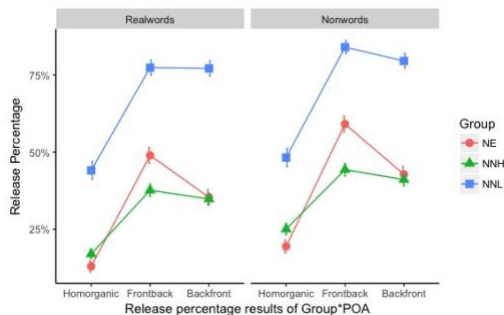 Realwords
Nonwords
Release Percentage
75%
50%
25%
Homorganic Frontback Backfront
Homorganic Frontback Backfront
Release percentage results of Group*POA
Group
NE
NNH
NNL